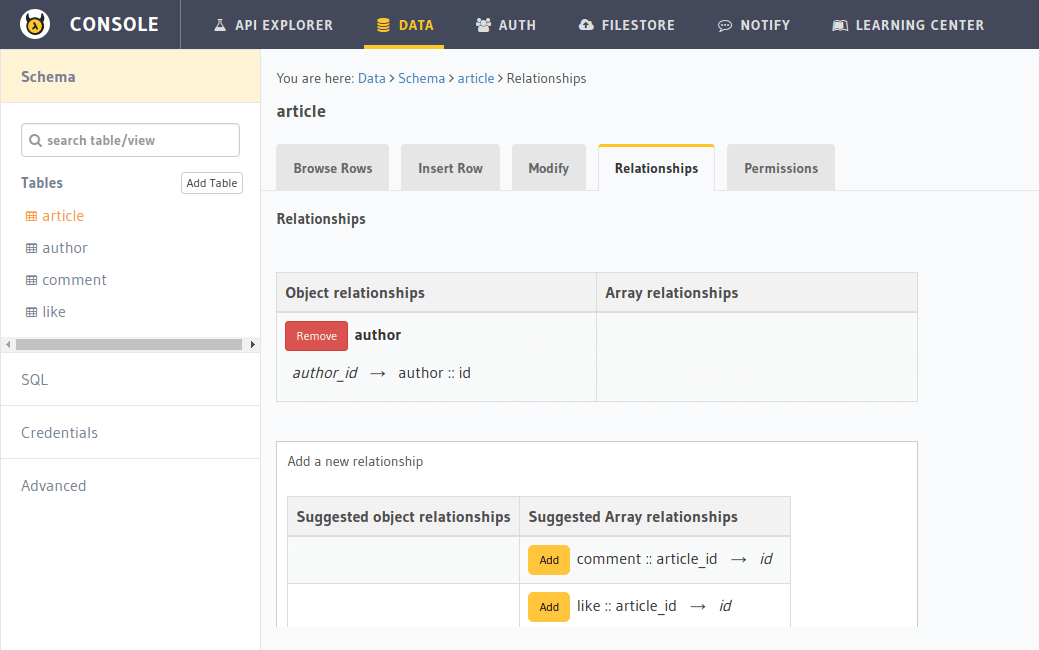 CONSOLE API EXPLORER DATA AUTH FILESTORE NOTIFY LEARNING CENTER
Schema
search table/view
Tables Add Table
article
author
comment
like
SQL
Credentials
Advanced
You are here: Data > Schema > article > Relationships
article
Browse Rows Insert Row Modify Relationships Permissions
Relationships
Object relationships Array relationships
Remove author
author_id → author :: id
Add a new relationship
Suggested object relationships Suggested Array relationships
Add comment :: article_id → id
Add like :: article_id → id